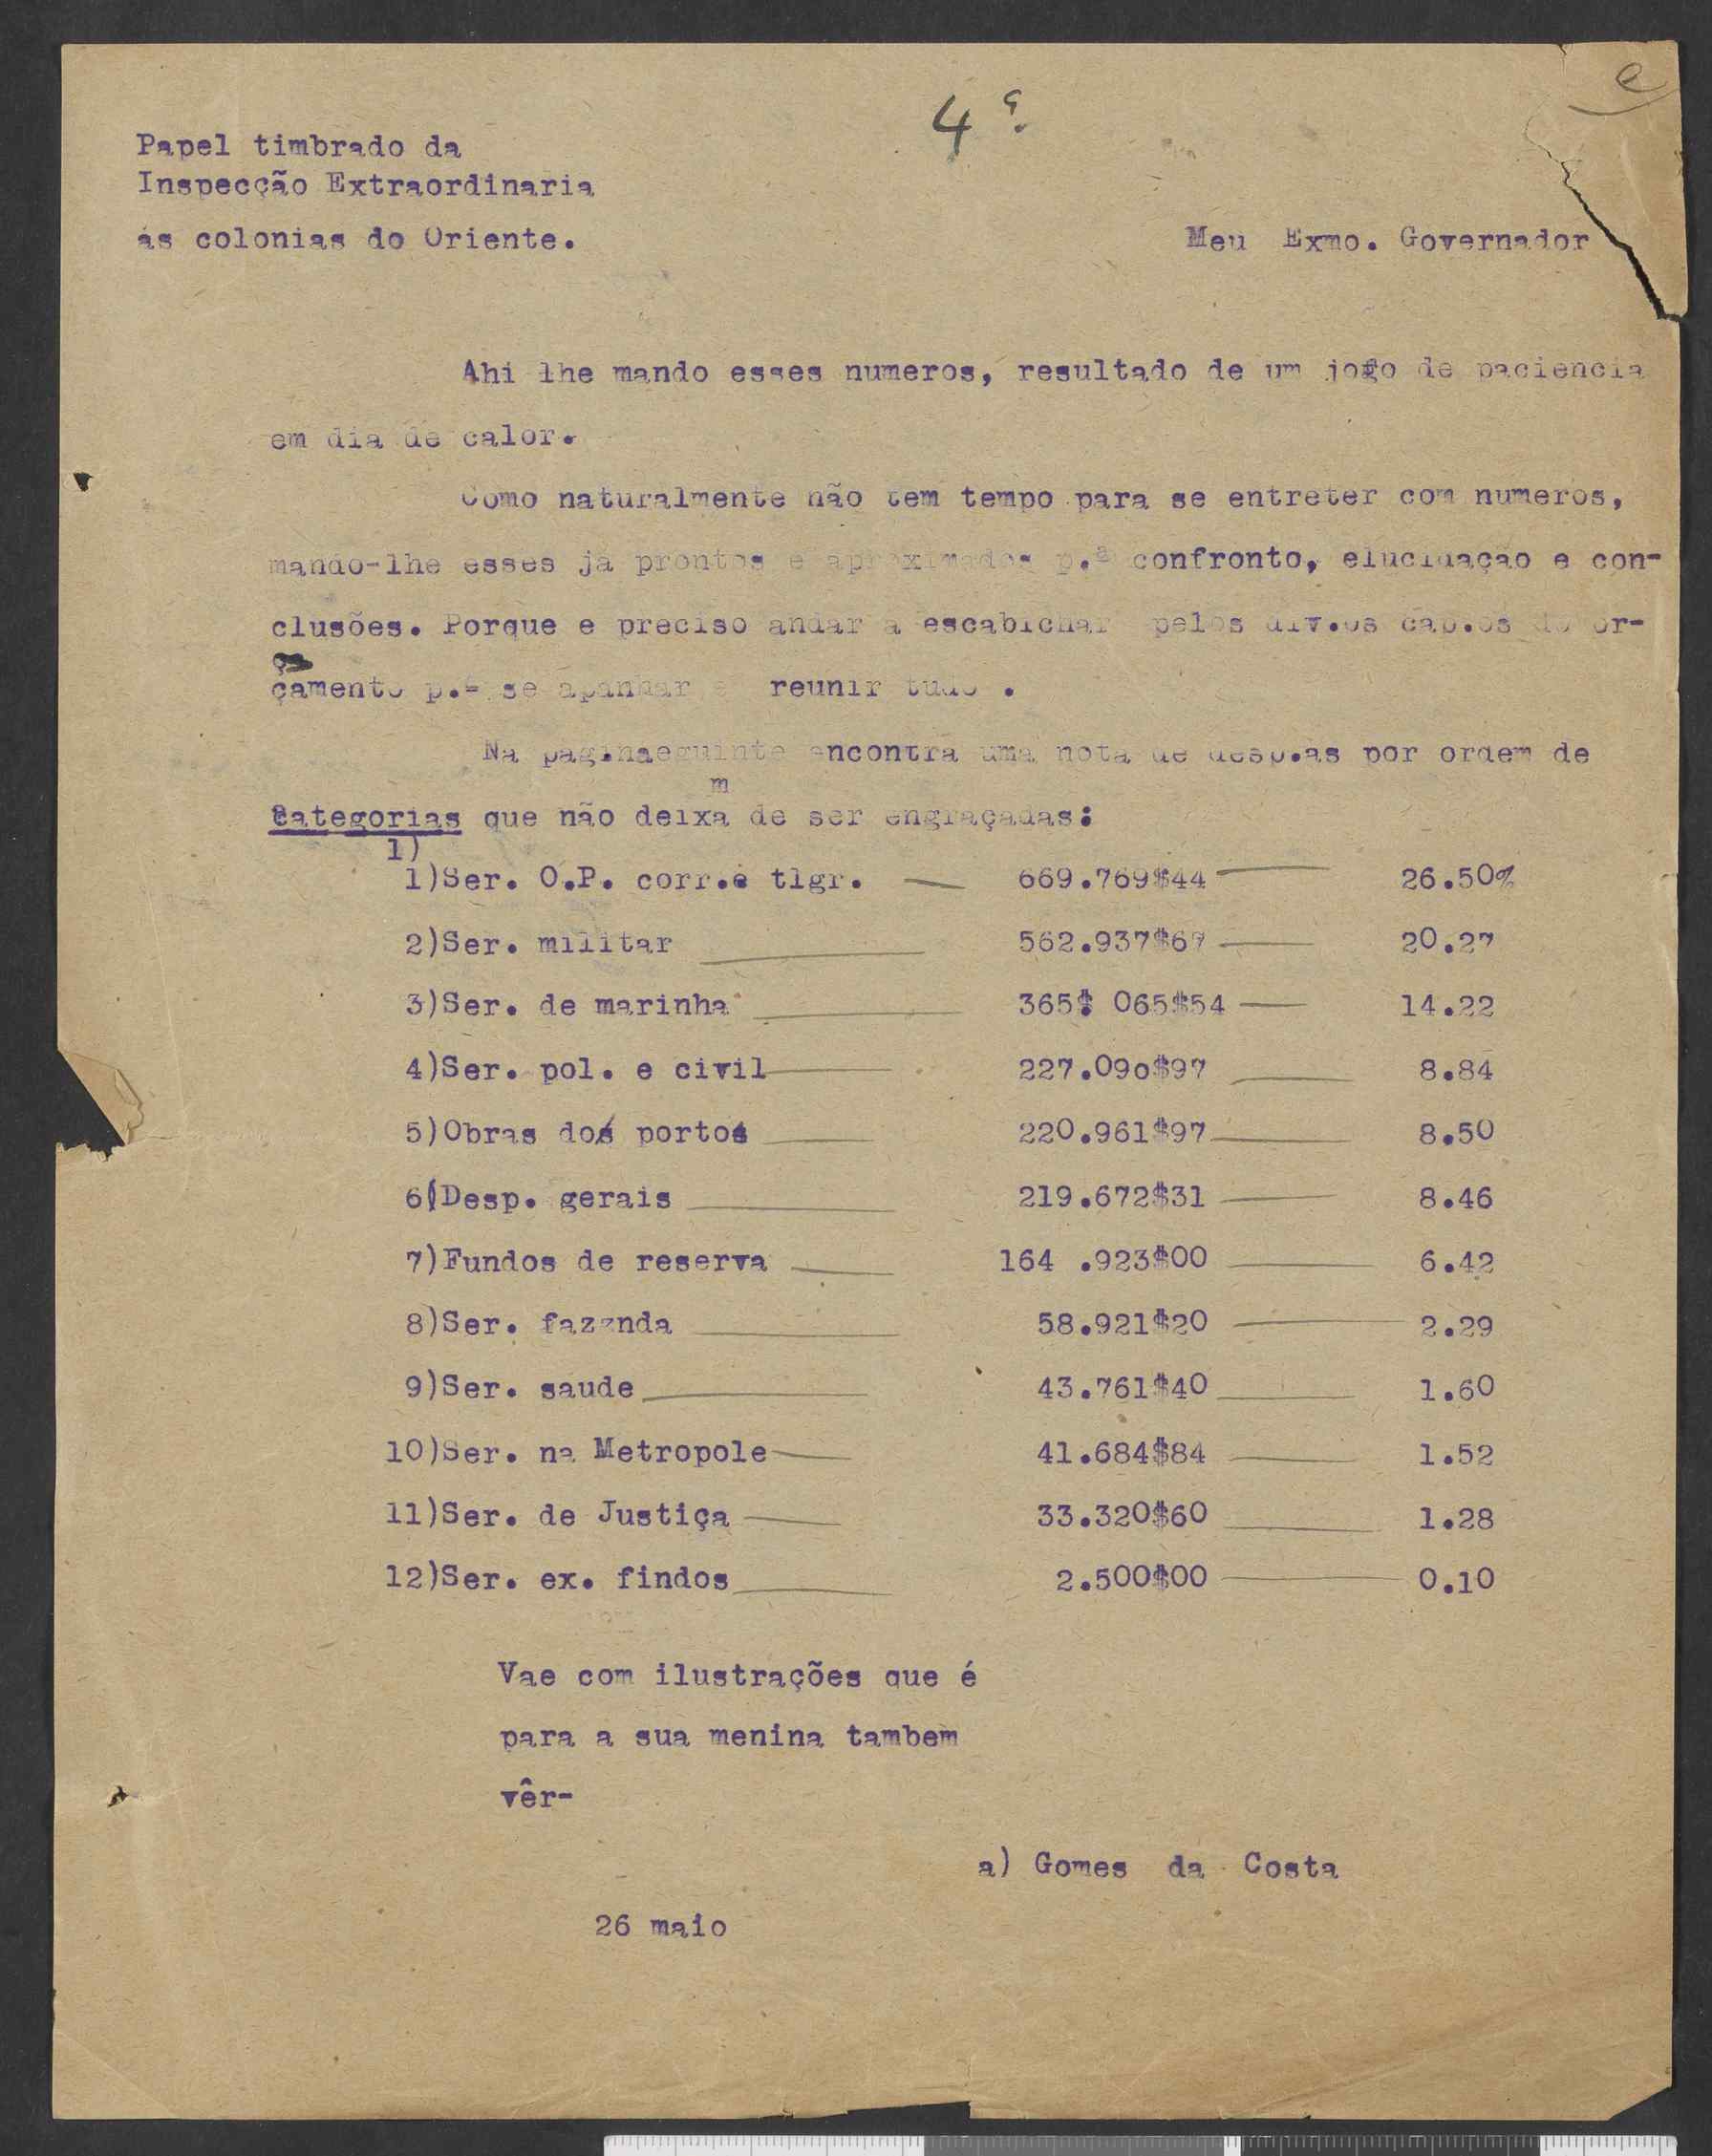 e
4ª
Papel timbrado da
Inspecção Extraordinaria
ás colonias do Oriente.
Meu Exmo. Governador
Ahi lhe mando esses numeros, resultado de um jogo de paciencia
em dia de calor.
Como naturalmente não tem tempo para se entreter com numeros,
mando-lhe esses já prontos e aproximados p.ª confronto, elucidação e con-
clusões. Porque e preciso andar a escabichar pelos div.os cap.os do or-
çamento p.ª se apanhar e reunir tudo .
Na pag.naseguinte encontra uma nota de desp.as por ordem de
m
categorias que não deixa de ser engraçadas:
1)
1)Ser. O.P. corr.e tlgr. — 669.769$44 — 26.50%
2)Ser. militar — 562.937$67 — 20.27
3)Ser. de marinha — 365$ 065$54 — 14.22
4)Ser. pol. e civil — 227.09o$97 — 8.84
5)Obras dos portos — 220.961$97 — 8.50
6)Desp. gerais — 219.672$31 — 8.46
7)Fundos de reserva — 164 .923$00 — 6.42
8)Ser. fazenda — 58.921$20 — 2.29
9)Ser. saude — 43.761$40 — 1.60
10)Ser. na Metropole — 41.684$84 — 1.52
11)Ser. de Justiça — 33.320$60 — 1.28
12)Ser. ex. findos — 2.500$00 — 0.10
Vae com ilustrações que é
para a sua menina tambem
vêr-
a) Gomes da Costa
26 maio